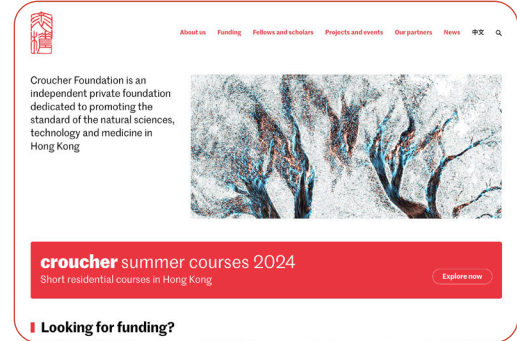 About us Funding Fellows and scholars Projects and events Our partners News 中文
Croucher Foundation is an
independent private foundation
dedicated to promoting the
standard of the natural sciences,
technology and medicine in
Hong Kong
croucher summer courses 2024
Short residential courses in Hong Kong
Explore now
Looking for funding?